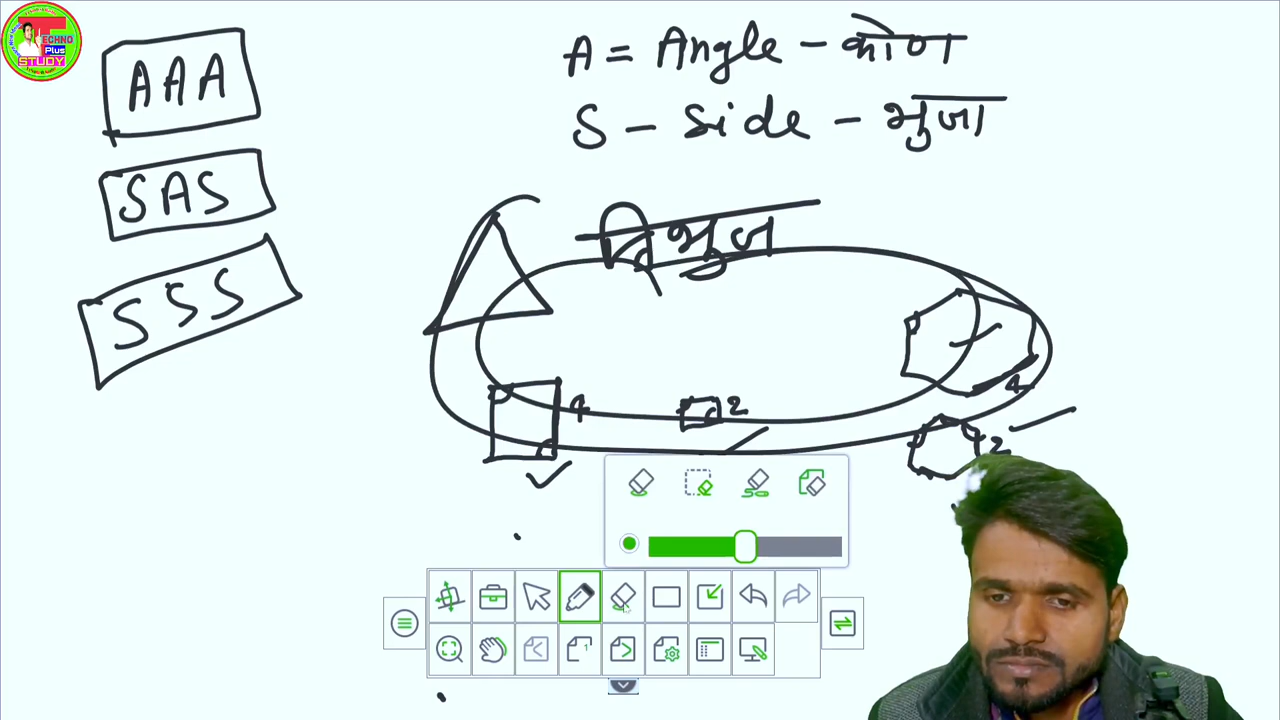 TECHNO
Plus
STUDY
AAA
SAS
SSS
A = Angle - कोण
S - Side - भुजा
त्रिभुज
4
2
4
2